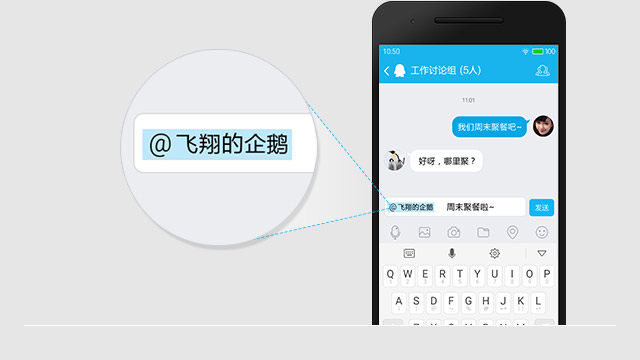 @飞翔的企鹅
10:50
100
工作讨论组 (5人)
11:01
我们周末聚餐吧~
好呀，哪里聚？
@飞翔的企鹅 周末聚餐啦~
发送
Q W E R T Y U I O P
A S D F G H J K L